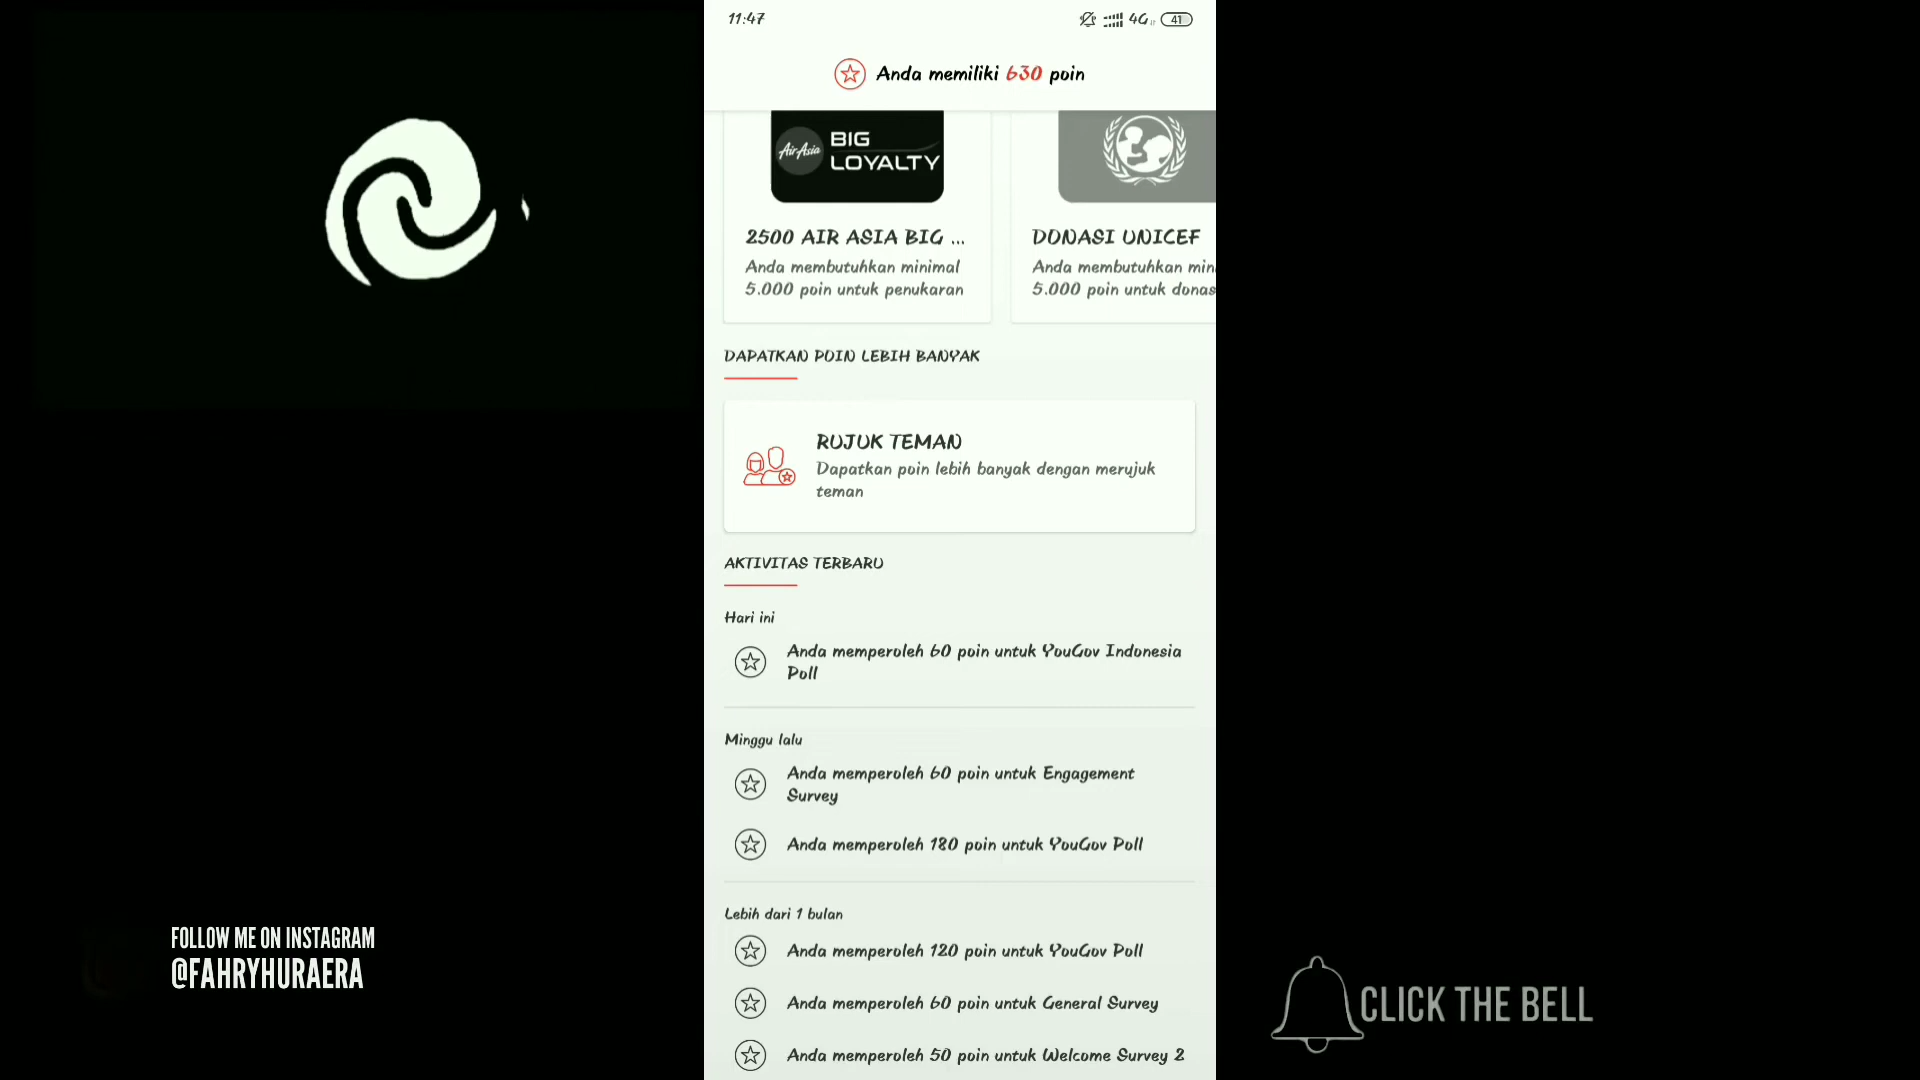 11:47
4G
41
Anda memiliki 630 poin
AirAsia
BIG
LOYALTY
2500 AIR ASIA BIG ...
Anda membutuhkan minimal
5.000 poin untuk penukaran
DONASI UNICEF
Anda membutuhkan min
5.000 poin untuk donas
DAPATKAN POIN LEBIH BANYAK
RUJUK TEMAN
Dapatkan poin lebih banyak dengan merujuk
teman
AKTIVITAS TERBARU
Hari ini
Anda memperoleh 60 poin untuk YouGov Indonesia
Poll
Minggu lalu
Anda memperoleh 60 poin untuk Engagement
Survey
Anda memperoleh 180 poin untuk YouGov Poll
Lebih dari 1 bulan
Anda memperoleh 120 poin untuk YouGov Poll
Anda memperoleh 60 poin untuk General Survey
Anda memperoleh 50 poin untuk Welcome Survey 2
FOLLOW ME ON INSTAGRAM
@FAHRYHURAERA
CLICK THE BELL